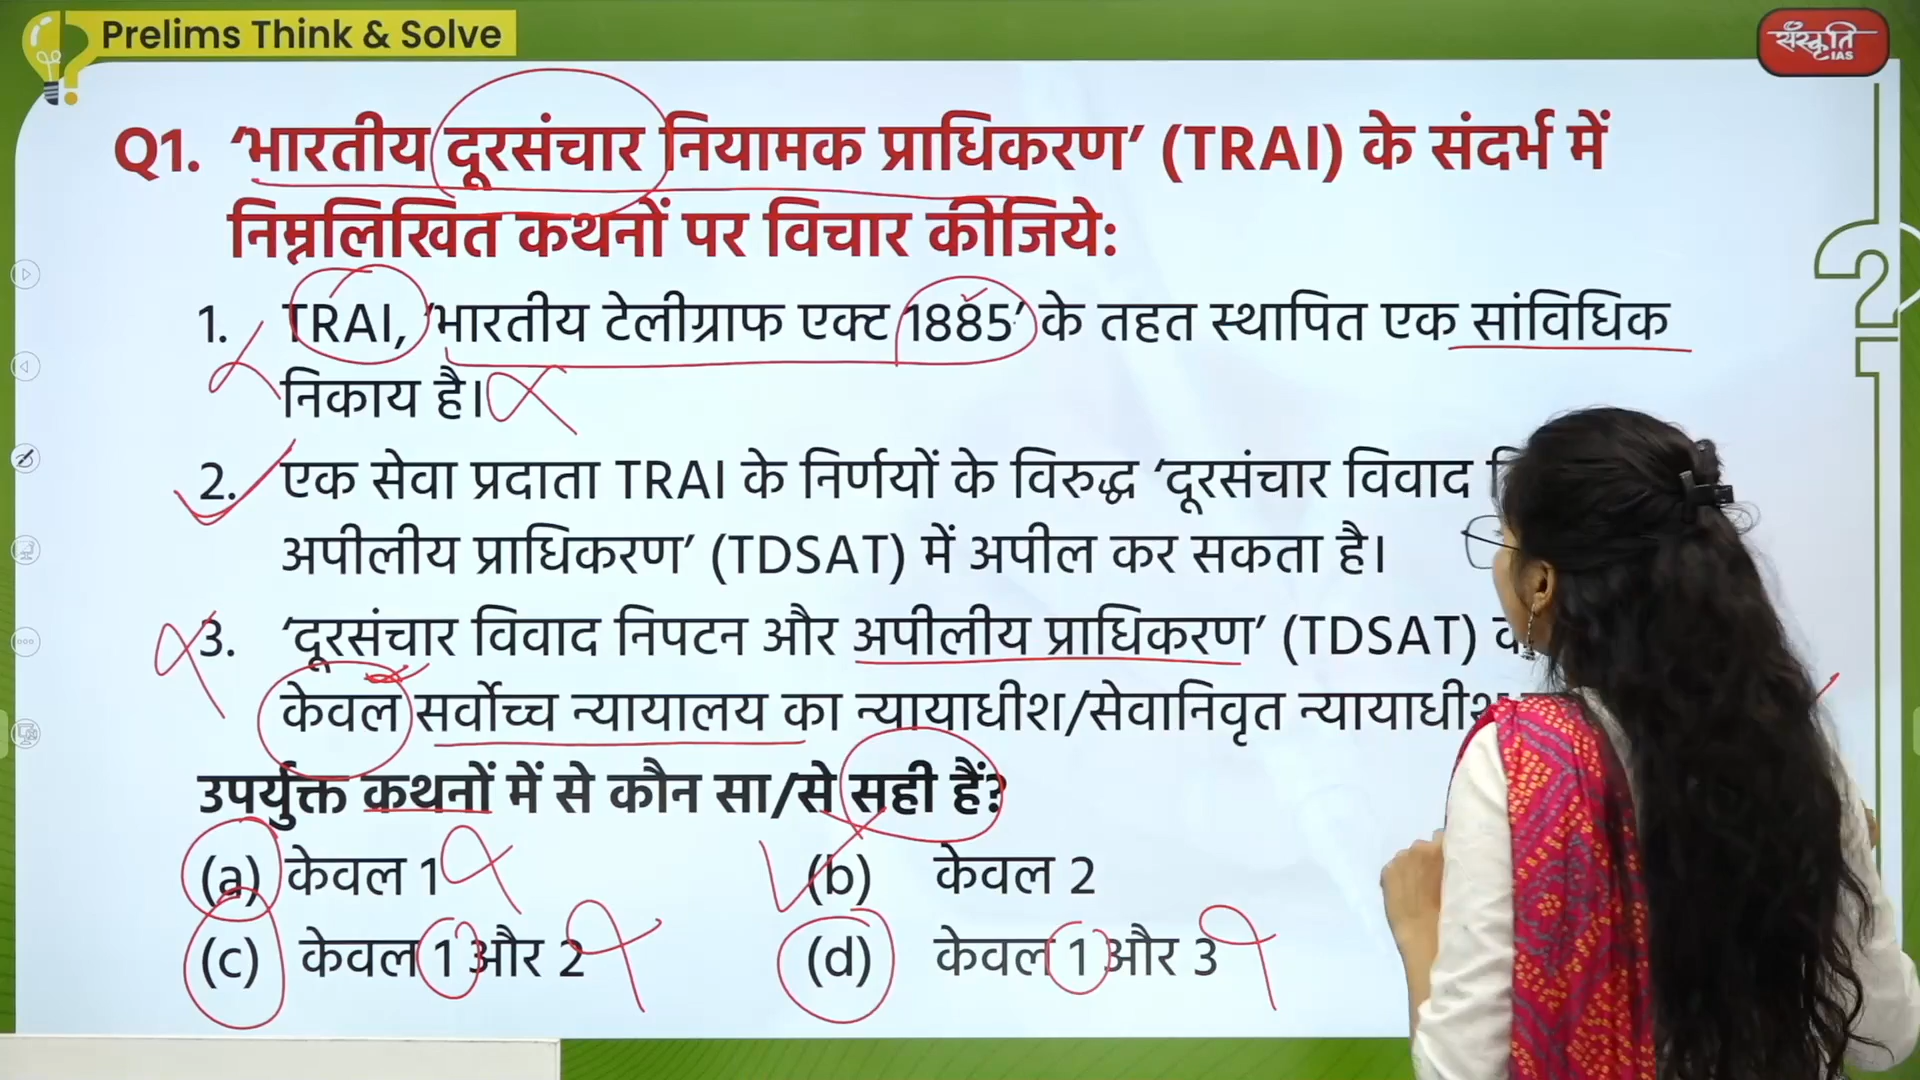 Prelims Think & Solve
संस्कृति
IAS
Q1. 'भारतीय दूरसंचार नियामक प्राधिकरण' (TRAI) के संदर्भ में
निम्नलिखित कथनों पर विचार कीजिये:
1. TRAI, 'भारतीय टेलीग्राफ एक्ट 1885' के तहत स्थापित एक सांविधिक
निकाय है।
2. एक सेवा प्रदाता TRAI के निर्णयों के विरुद्ध 'दूरसंचार विवाद
अपीलीय प्राधिकरण' (TDSAT) में अपील कर सकता है।
3. 'दूरसंचार विवाद निपटन और अपीलीय प्राधिकरण' (TDSAT)
केवल सर्वोच्च न्यायालय का न्यायाधीश/सेवानिवृत न्यायाधीश
उपर्युक्त कथनों में से कौन सा/से सही हैं?
(a) केवल 1 (b) केवल 2
(c) केवल 1 और 2 (d) केवल 1 और 3